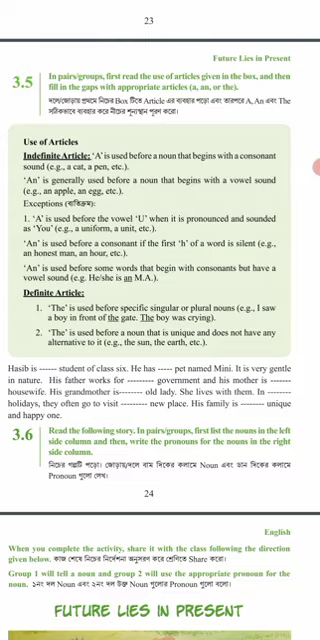 23
Future Lies in Present
3.5
In pairs/groups, first read the use of articles given in the box, and then
fill in the gaps with appropriate articles (a, an, or the).
দলে/জোড়ায় প্রথমে নিচের Box টিতে Article এর ব্যবহার পড়ো এবং তারপরে A, An এবং The
সঠিকভাবে ব্যবহার করে নীচের শূন্যস্থান পূরণ করো।
Use of Articles
Indefinite Article: ‘A’ is used before a noun that begins with a consonant
sound (e.g., a cat, a pen, etc.).
‘An’ is generally used before a noun that begins with a vowel sound
(e.g., an apple, an egg, etc.).
Exceptions (ব্যতিক্রম):
1. ‘A’ is used before the vowel ‘U’ when it is pronounced and sounded
as ‘You’ (e.g., a uniform, a unit, etc.).
‘An’ is used before a consonant if the first ‘h’ of a word is silent (e.g.,
an honest man, an hour, etc.).
‘An’ is used before some words that begin with consonants but have a
vowel sound (e.g. He/she is an M.A.).
Definite Article:
1. ‘The’ is used before specific singular or plural nouns (e.g., I saw
a boy in front of the gate. The boy was crying).
2. ‘The’ is used before a noun that is unique and does not have any
alternative to it (e.g., the sun, the earth, etc.).
Hasib is ------ student of class six. He has ----- pet named Mini. It is very gentle
in nature. His father works for --------- government and his mother is -------
housewife. His grandmother is-------- old lady. She lives with them. In --------
holidays, they often go to visit --------- new place. His family is -------- unique
and happy one.
3.6
Read the following story. In pairs/groups, first list the nouns in the left
side column and then, write the pronouns for the nouns in the right
side column.
নিচের গল্পটি পড়ো। জোড়ায়/দলে বাম দিকের কলামে Noun এবং ডান দিকের কলামে
Pronoun গুলো লেখ।
24
English
When you complete the activity, share it with the class following the direction
given below. কাজ শেষে নিচের নির্দেশনা অনুসরণ করে শ্রেণিতে Share করো।
Group 1 will tell a noun and group 2 will use the appropriate pronoun for the
noun. ১নং দল Noun এবং ২নং দল উক্ত Noun গুলোর Pronoun গুলো বলো।
FUTURE LIES IN PRESENT